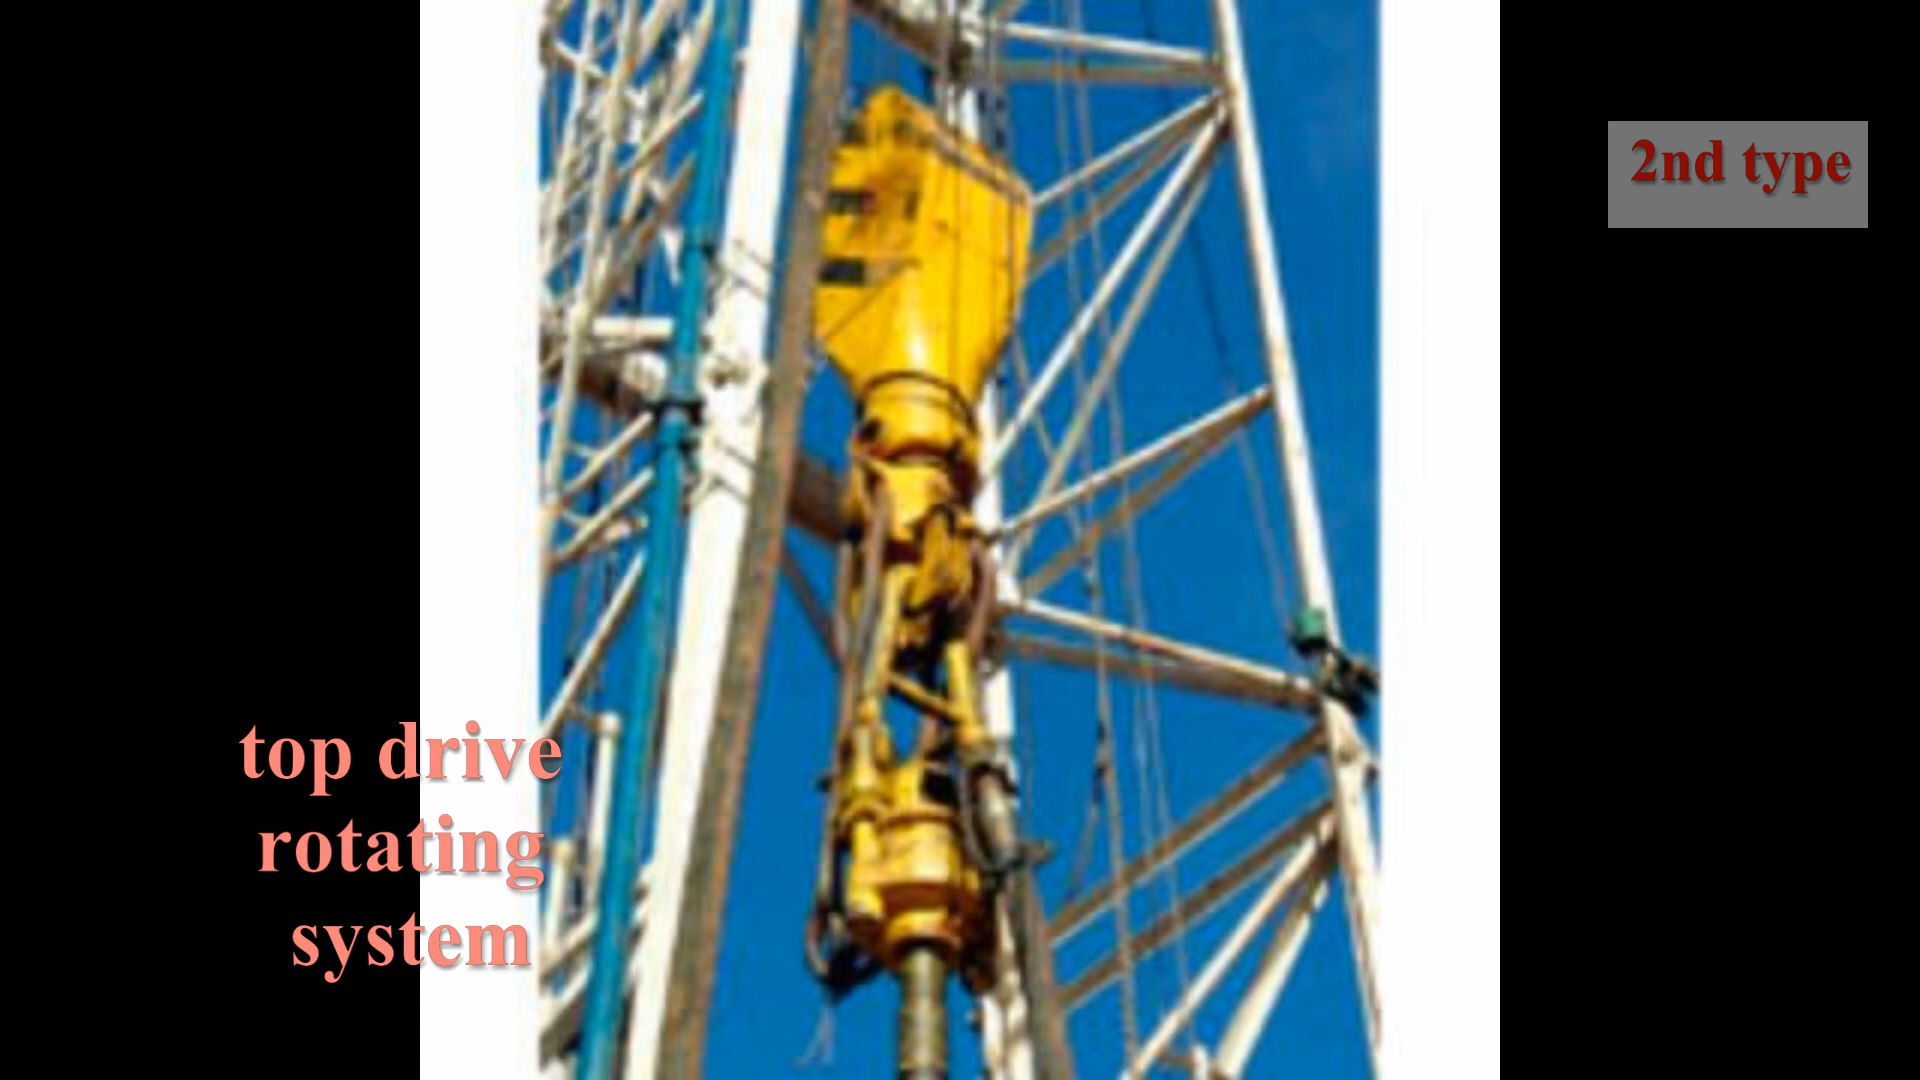 2nd type
top drive
rotating
system